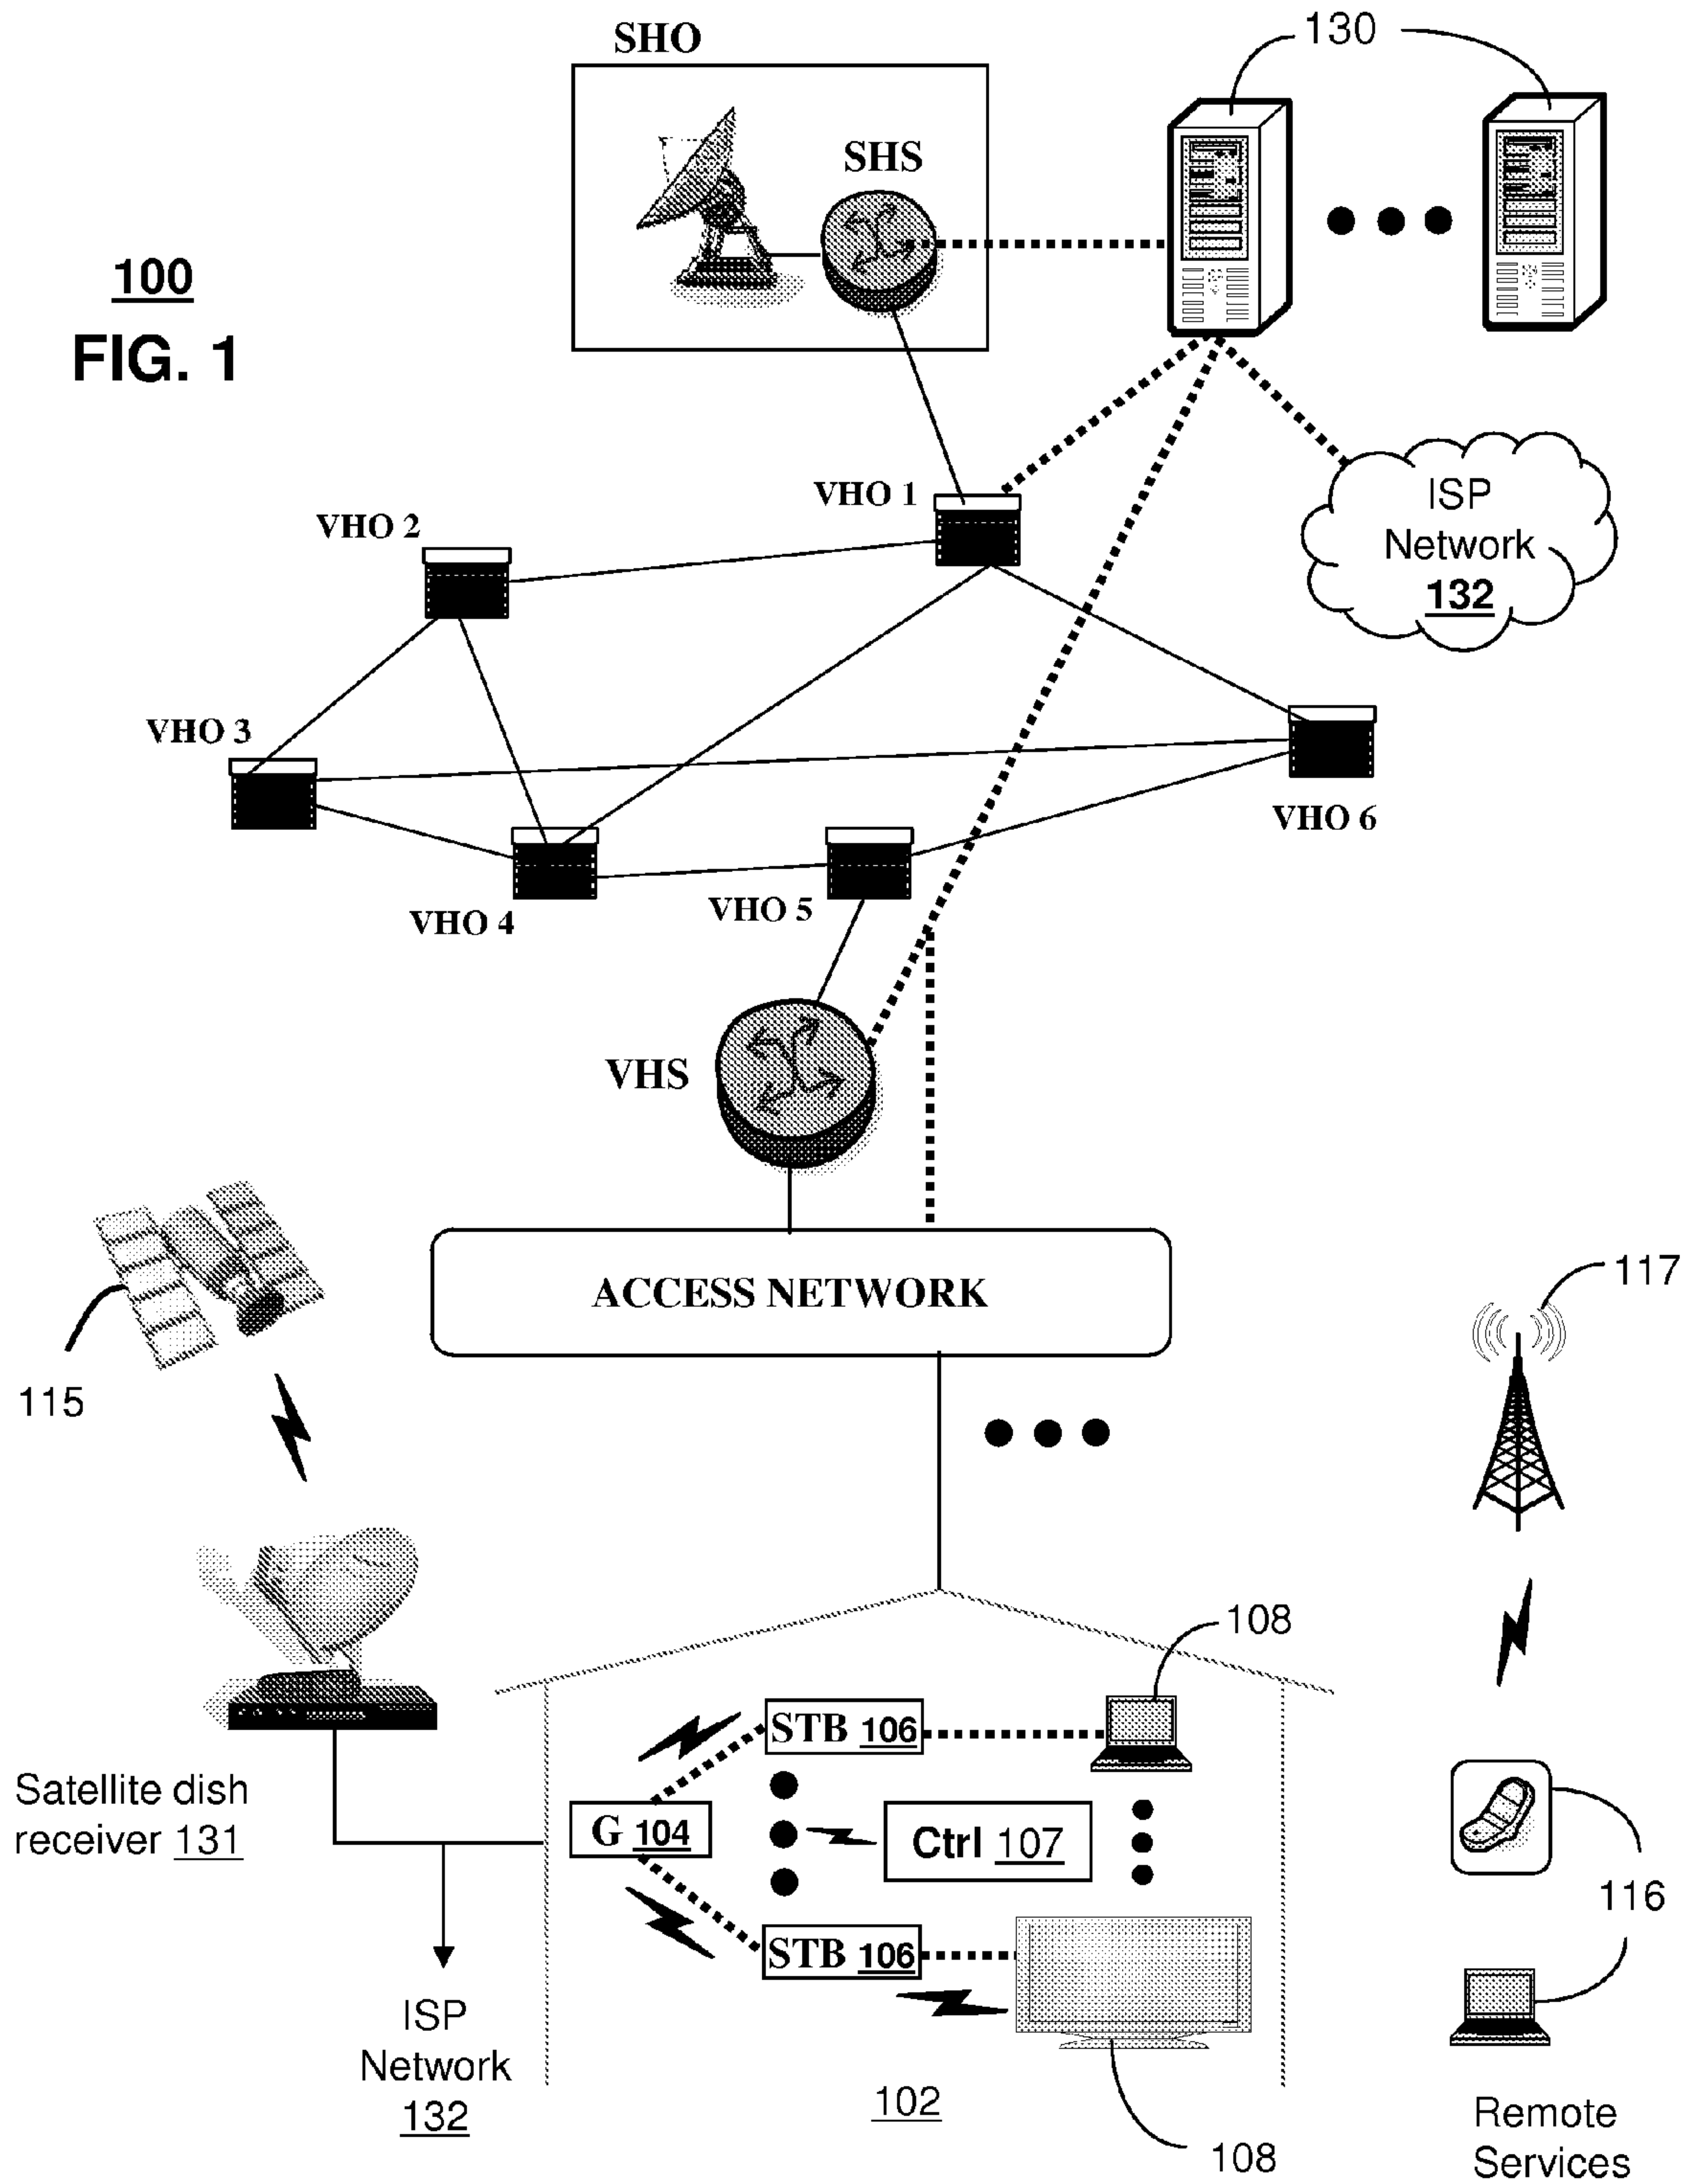 SHO
130
SHS
100
FIG. 1
ISP
Network
132
VHO 1
VHO 2
VHO 3
VHO 6
VHO 4
VHO 5
VHS
ACCESS NETWORK
117
115
108
STB 106
Satellite dish
receiver 131
G 104
Ctrl 107
116
STB 106
ISP
Network
132
102
108
Remote
Services